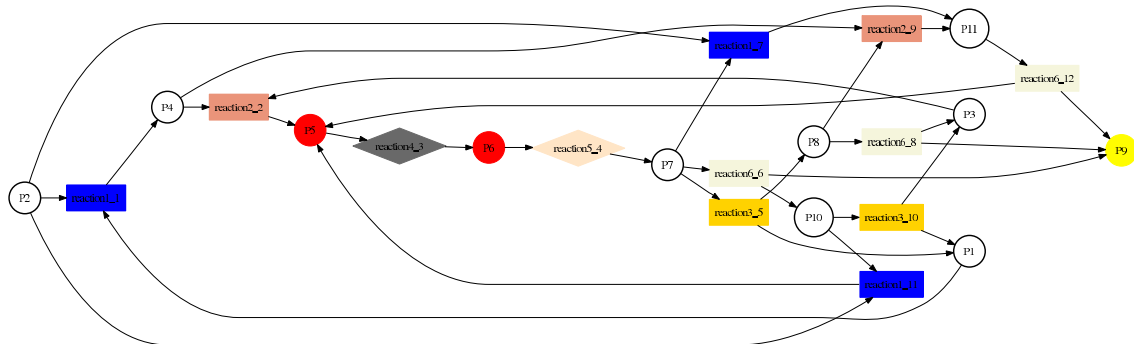 P11
reaction2_9
reaction1_7
reaction6_12
P4
reaction2_2
P3
P5
P8
reaction6_8
reaction4_3
P6
reaction5_4
P9
P7
reaction6_6
P2
reaction1_1
reaction3_5
P10
reaction3_10
P1
reaction1_11